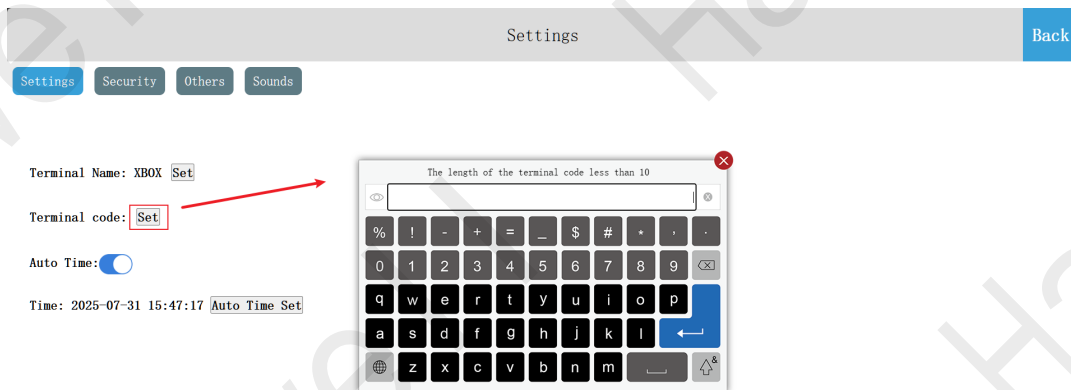 Settings
Back
Settings Security Others Sounds
Terminal Name: XBOX Set
Terminal code: Set
Auto Time:
Time: 2025-07-31 15:47:17 Auto Time Set
The length of the terminal code less than 10
% ! - + = _ $ # * , .
0 1 2 3 4 5 6 7 8 9
q w e r t y u i o p
a s d f g h j k l
z x c v b n m &